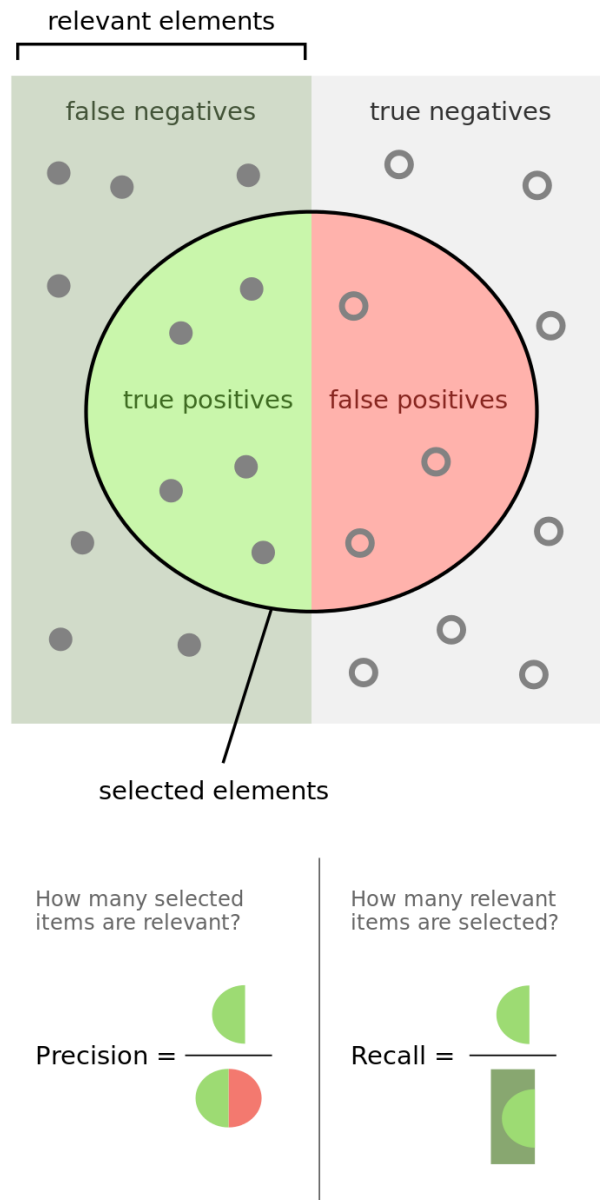 relevant elements
false negatives
true negatives
true positives
false positives
selected elements
How many selected
items are relevant?
How many relevant
items are selected?
Precision =
Recall =